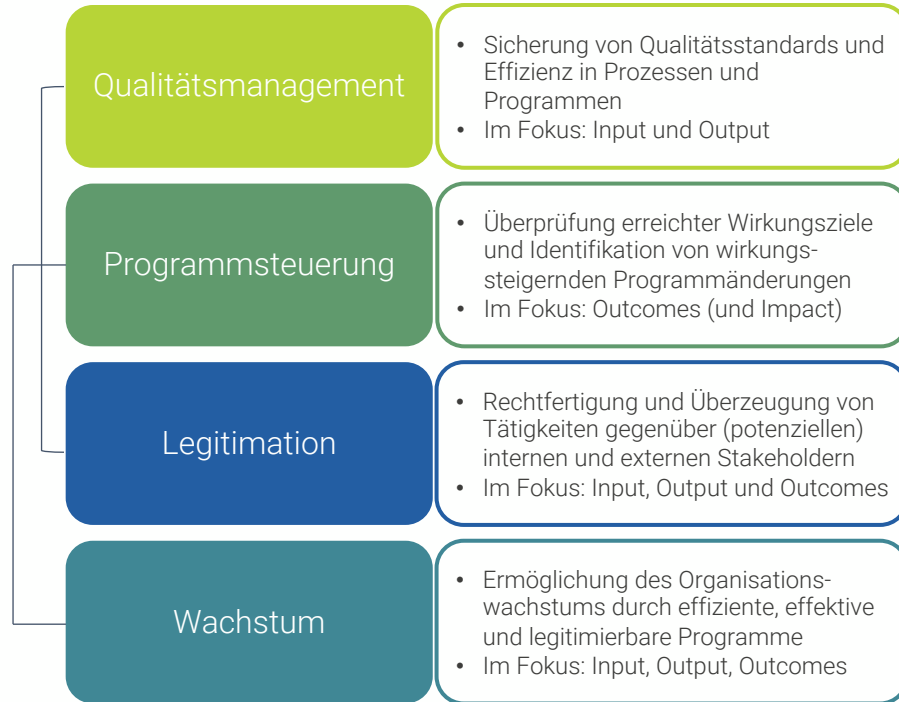 Qualitätsmanagement
• Sicherung von Qualitätsstandards und
Effizienz in Prozessen und
Programmen
• Im Fokus: Input und Output
Programmsteuerung
• Überprüfung erreichter Wirkungsziele
und Identifikation von wirkungs-
steigernden Programmänderungen
• Im Fokus: Outcomes (und Impact)
Legitimation
• Rechtfertigung und Überzeugung von
Tätigkeiten gegenüber (potenziellen)
internen und externen Stakeholdern
• Im Fokus: Input, Output und Outcomes
Wachstum
• Ermöglichung des Organisations-
wachstums durch effiziente, effektive
und legitimierbare Programme
• Im Fokus: Input, Output, Outcomes